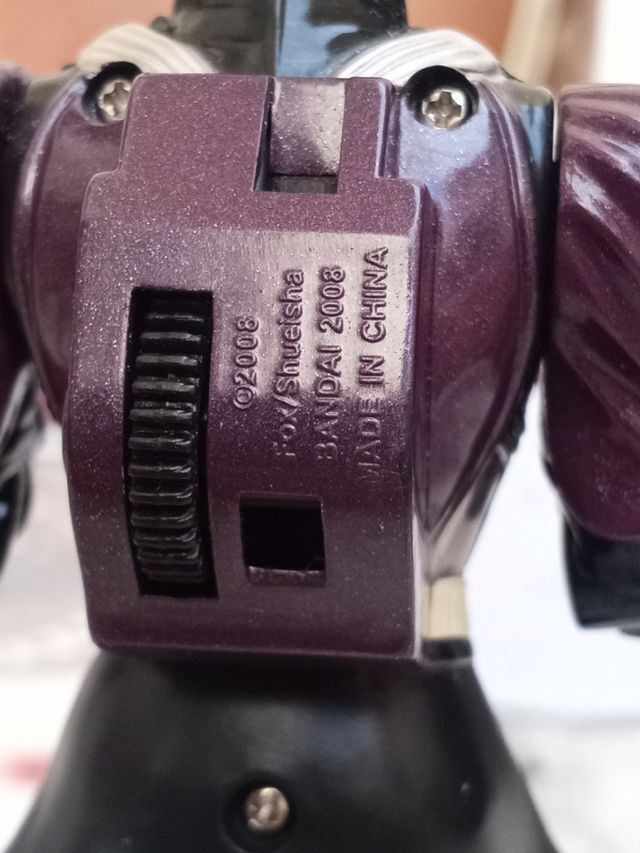 ©2008
Fox/Shueisha
BANDAI 2008
MADE IN CHINA